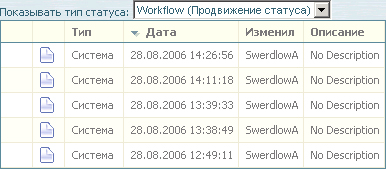 Показывать тип статуса: Workflow (Продвижение статуса)
Тип Дата Изменил Описание
Система 28.08.2006 14:26:56 SwerdlowA No Description
Система 28.08.2006 14:11:18 SwerdlowA No Description
Система 28.08.2006 13:39:33 SwerdlowA No Description
Система 28.08.2006 13:38:49 SwerdlowA No Description
Система 28.08.2006 12:49:11 SwerdlowA No Description